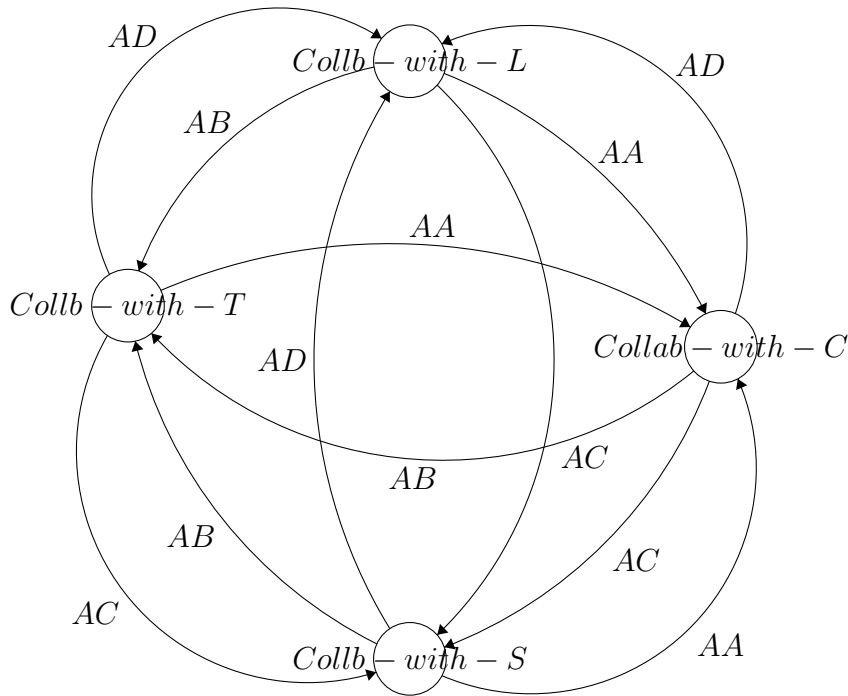 AD
Collb − with − L
AD
AB
AA
AA
Collb − with − T
Collab − with − C
AD
AC
AB
AB
AC
AC
AA
Collb − with − S